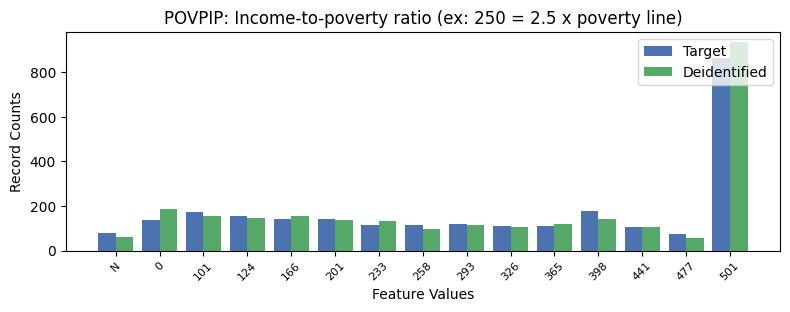 POVPIP: Income-to-poverty ratio (ex: 250 = 2.5 x poverty line)
Target
Deidentified
Record Counts
800
600
400
200
0
N 0 101 124 166 201 233 258 293 326 365 398 441 477 501
Feature Values